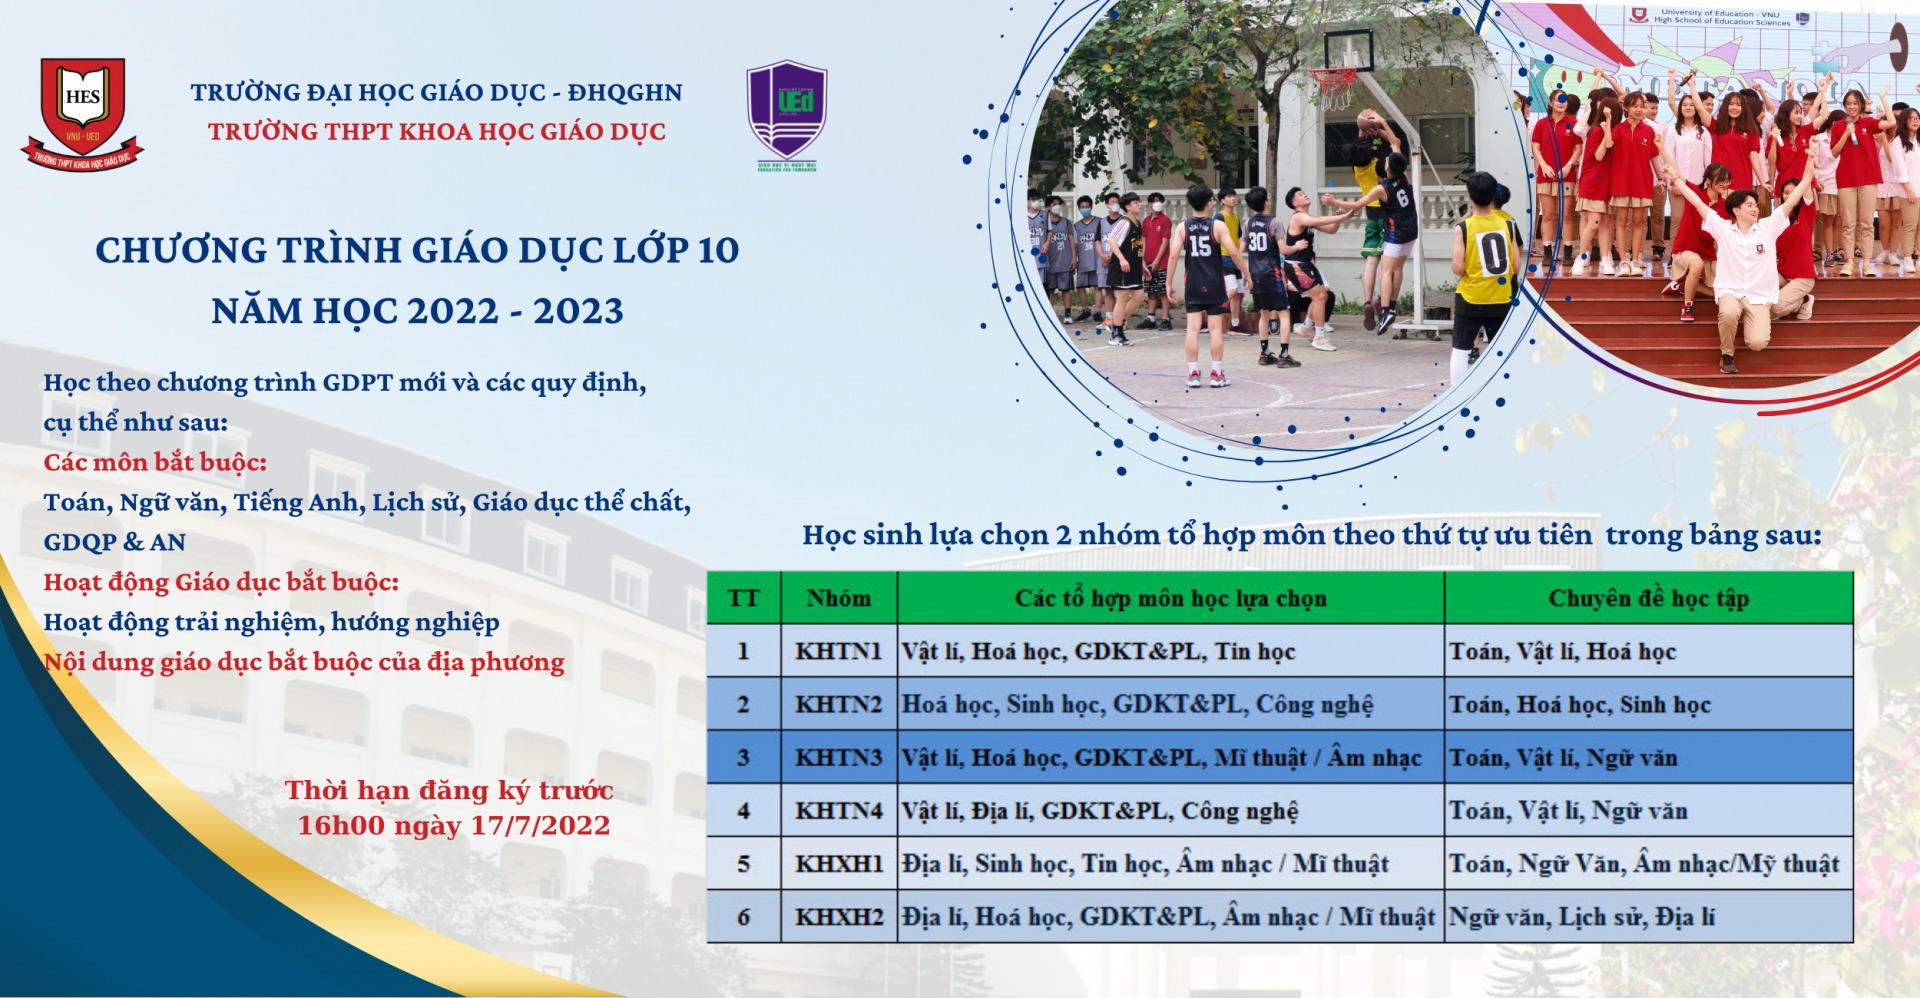 HES
VNU - UED
TRƯỜNG THPT KHOA HỌC GIÁO DỤC
TRƯỜNG ĐẠI HỌC GIÁO DỤC - ĐHQGHN
TRƯỜNG THPT KHOA HỌC GIÁO DỤC
UEd
GIÁO DỤC VÌ NGÀY MAI
EDUCATION FOR TOMORROW
University of Education - VNU
High School of Education Sciences
15
30
6
0
CHƯƠNG TRÌNH GIÁO DỤC LỚP 10
NĂM HỌC 2022 - 2023
Học theo chương trình GDPT mới và các quy định,
cụ thể như sau:
Các môn bắt buộc:
Toán, Ngữ văn, Tiếng Anh, Lịch sử, Giáo dục thể chất,
GDQP & AN
Hoạt động Giáo dục bắt buộc:
Hoạt động trải nghiệm, hướng nghiệp
Nội dung giáo dục bắt buộc của địa phương
Thời hạn đăng ký trước
16h00 ngày 17/7/2022
Học sinh lựa chọn 2 nhóm tổ hợp môn theo thứ tự ưu tiên trong bảng sau:
TT Nhóm Các tổ hợp môn học lựa chọn Chuyên đề học tập
1 KHTN1 Vật lí, Hoá học, GDKT&PL, Tin học Toán, Vật lí, Hoá học
2 KHTN2 Hoá học, Sinh học, GDKT&PL, Công nghệ Toán, Hoá học, Sinh học
3 KHTN3 Vật lí, Hoá học, GDKT&PL, Mĩ thuật / Âm nhạc Toán, Vật lí, Ngữ văn
4 KHTN4 Vật lí, Địa lí, GDKT&PL, Công nghệ Toán, Vật lí, Ngữ văn
5 KHXH1 Địa lí, Sinh học, Tin học, Âm nhạc / Mĩ thuật Toán, Ngữ Văn, Âm nhạc/Mỹ thuật
6 KHXH2 Địa lí, Hoá học, GDKT&PL, Âm nhạc / Mĩ thuật Ngữ văn, Lịch sử, Địa lí